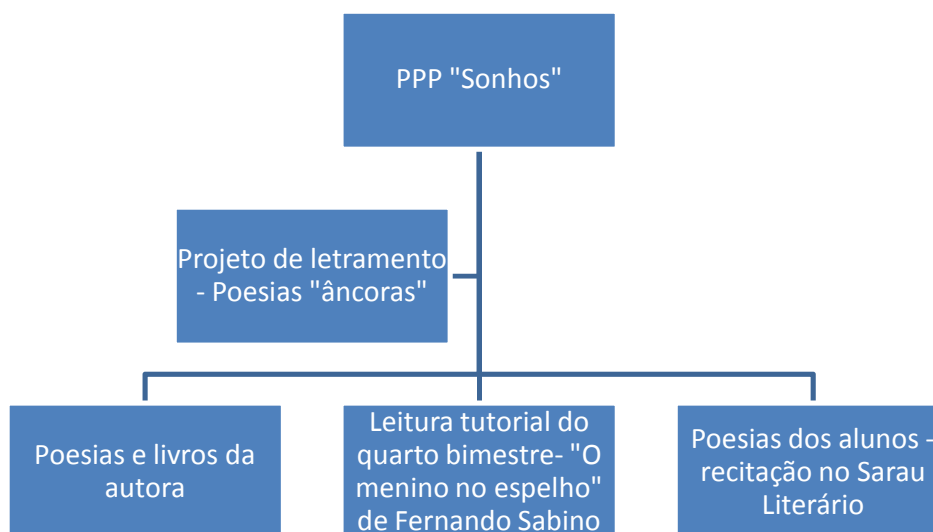 PPP "Sonhos"
Projeto de letramento
- Poesias "âncoras"
Poesias e livros da
autora
Leitura tutorial do
quarto bimestre- "O
menino no espelho"
de Fernando Sabino
Poesias dos alunos -
recitação no Sarau
Literário